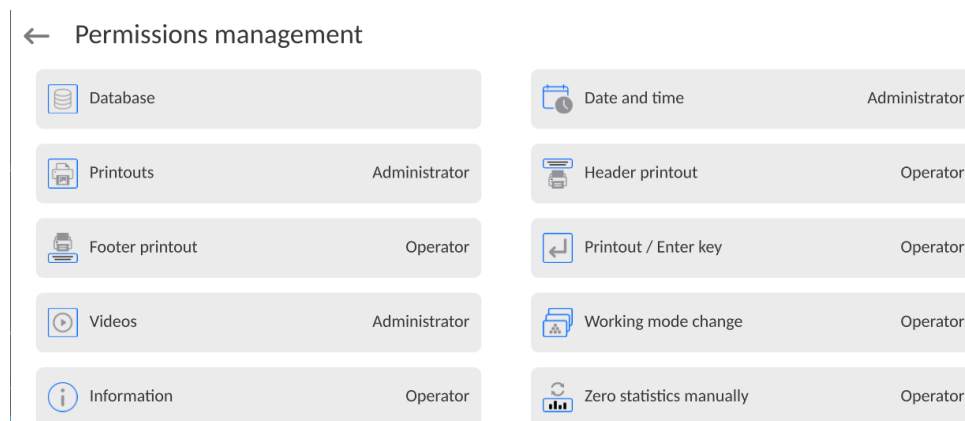 Permissions management
Database
Date and time Administrator
Printouts Administrator
Header printout Operator
Footer printout Operator
Printout / Enter key Operator
Videos Administrator
Working mode change Operator
Information Operator
Zero statistics manually Operator